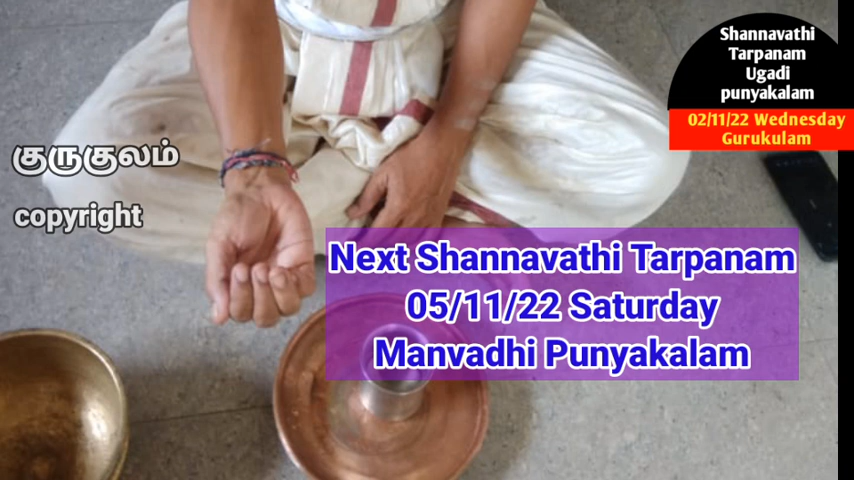 Shannavathi
Tarpanam
Ugadi
punyakalam
02/11/22 Wednesday
Gurukulam
குருகுலம்
copyright
Next Shannavathi Tarpanam
05/11/22 Saturday
Manvadhi Punyakalam